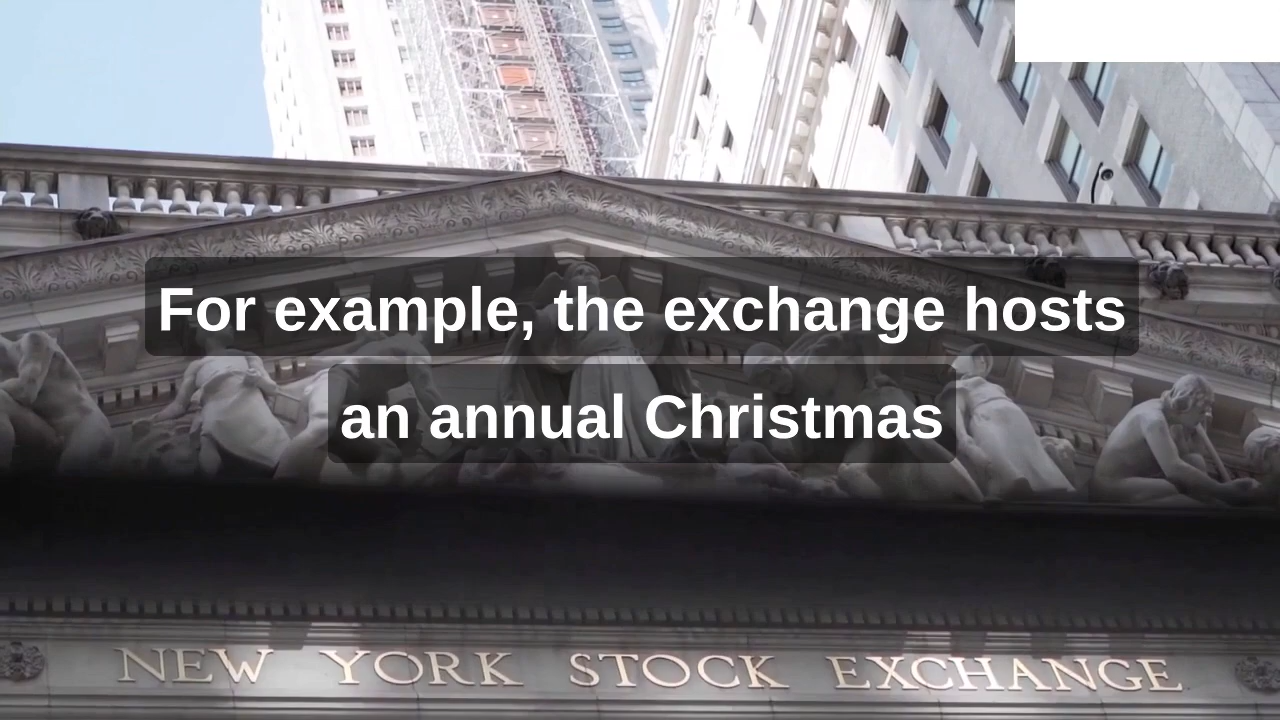 For example, the exchange hosts
an annual Christmas
NEW YORK STOCK EXCHANGE